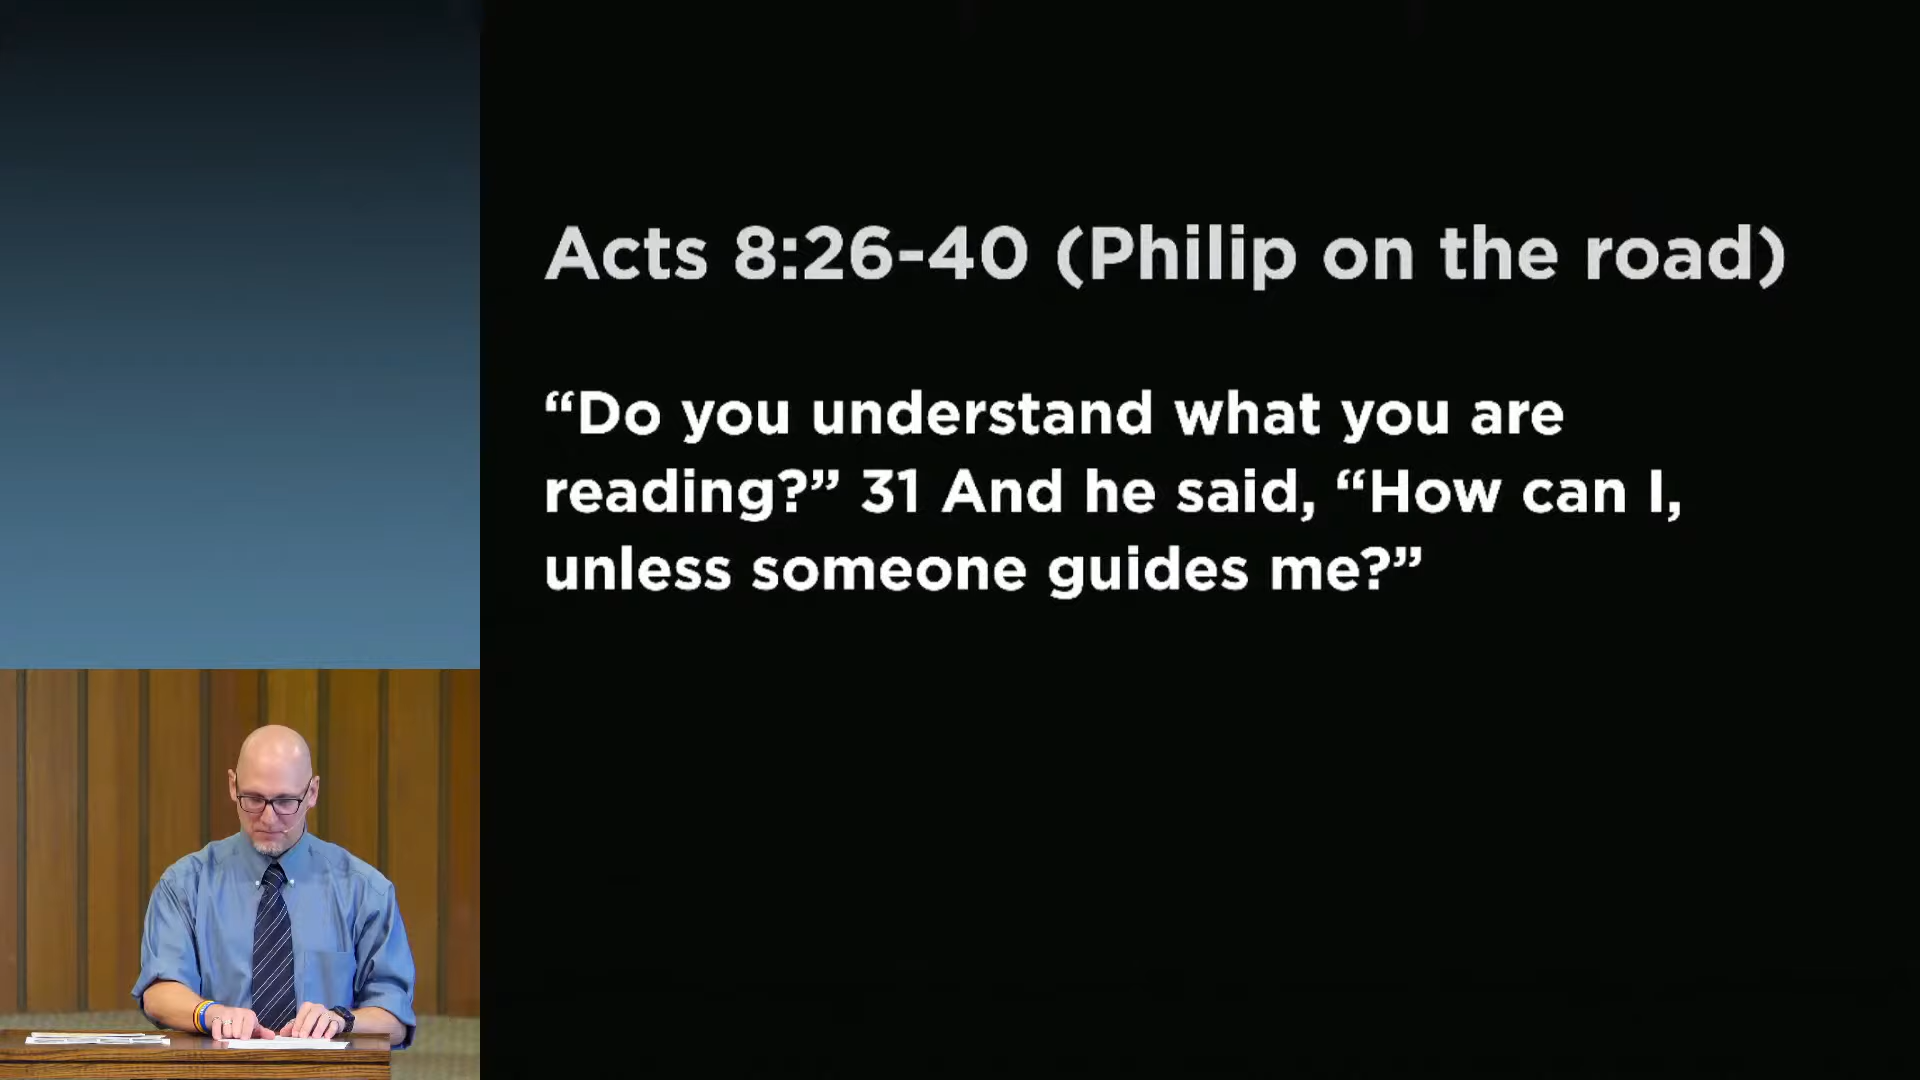 Acts 8:26-40 (Philip on the road)
“Do you understand what you are
reading?” 31 And he said, “How can I,
unless someone guides me?”